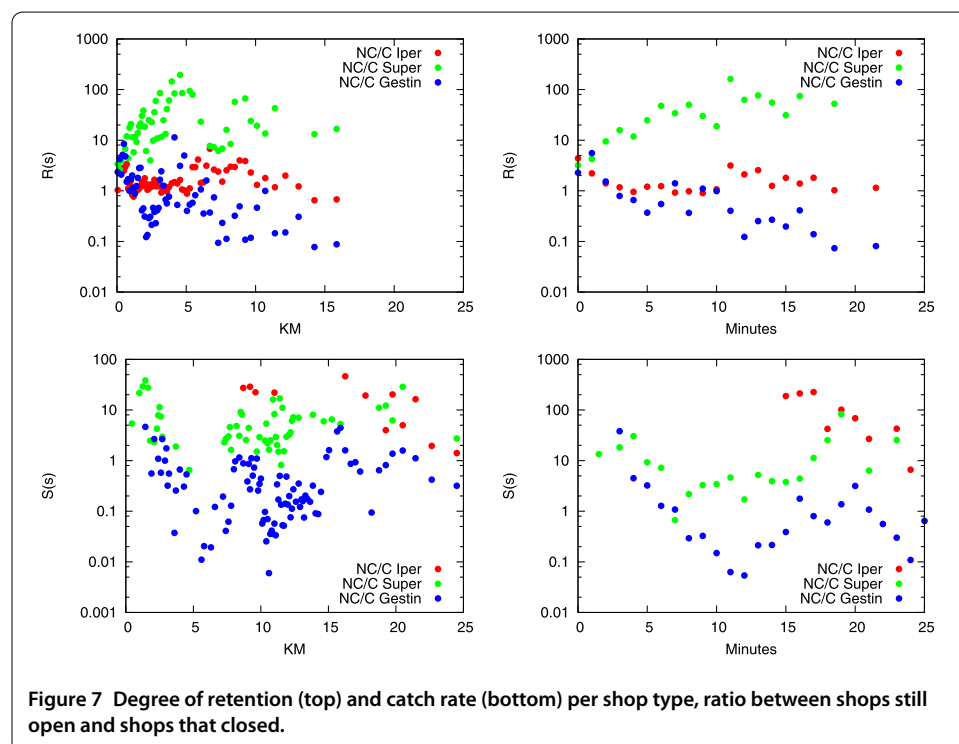 1000
100
10
1
0.1
0.01
R(s)
0 5 10 15 20 25
KM
NC/C Iper
NC/C Super
NC/C Gestin
1000
100
10
1
0.1
0.01
R(s)
0 5 10 15 20 25
Minutes
NC/C Iper
NC/C Super
NC/C Gestin
100
10
1
0.1
0.01
0.001
S(s)
0 5 10 15 20 25
KM
NC/C Iper
NC/C Super
NC/C Gestin
1000
100
10
1
0.1
0.01
S(s)
0 5 10 15 20 25
Minutes
NC/C Iper
NC/C Super
NC/C Gestin
Figure 7 Degree of retention (top) and catch rate (bottom) per shop type, ratio between shops still
open and shops that closed.